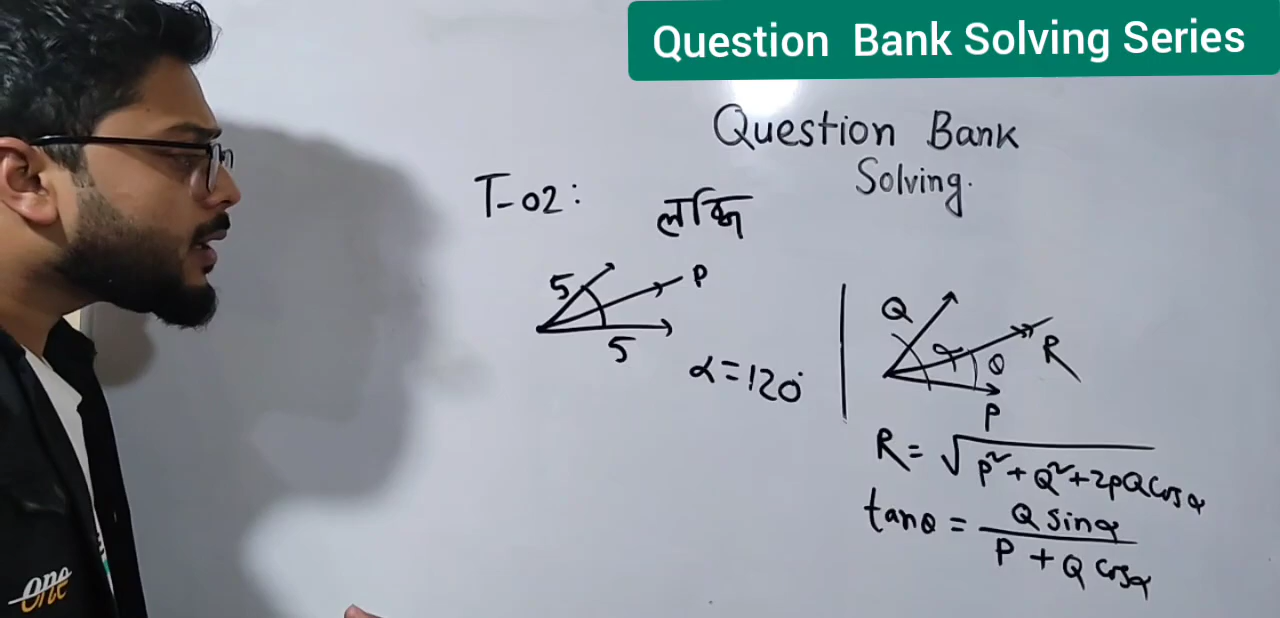 Question Bank Solving Series
Question Bank
Solving.
T-02:
লব্ধি
5
P
5
α = 120°
Q
α
θ
R
P
R = √P² + Q² + 2PQ cosα
tanθ = Q sinα / P + Q cosα
one